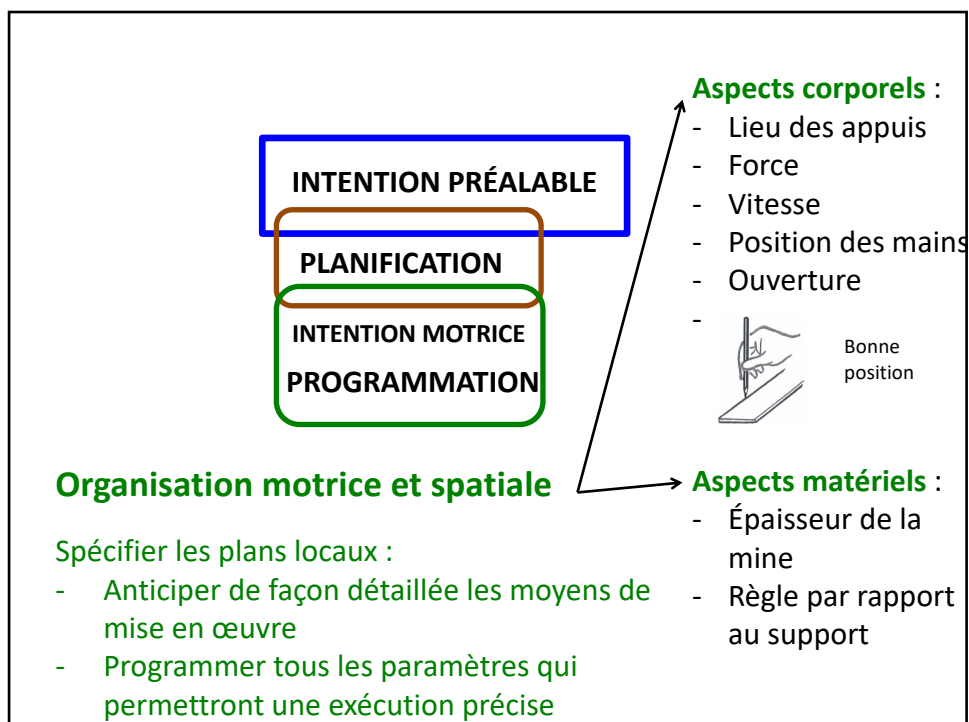 INTENTION PRÉALABLE
PLANIFICATION
INTENTION MOTRICE
PROGRAMMATION
Organisation motrice et spatiale
Spécifier les plans locaux :
- Anticiper de façon détaillée les moyens de
mise en œuvre
- Programmer tous les paramètres qui
permettront une exécution précise
Aspects corporels :
- Lieu des appuis
- Force
- Vitesse
- Position des mains
- Ouverture
-
Bonne
position
Aspects matériels :
- Épaisseur de la
mine
- Règle par rapport
au support